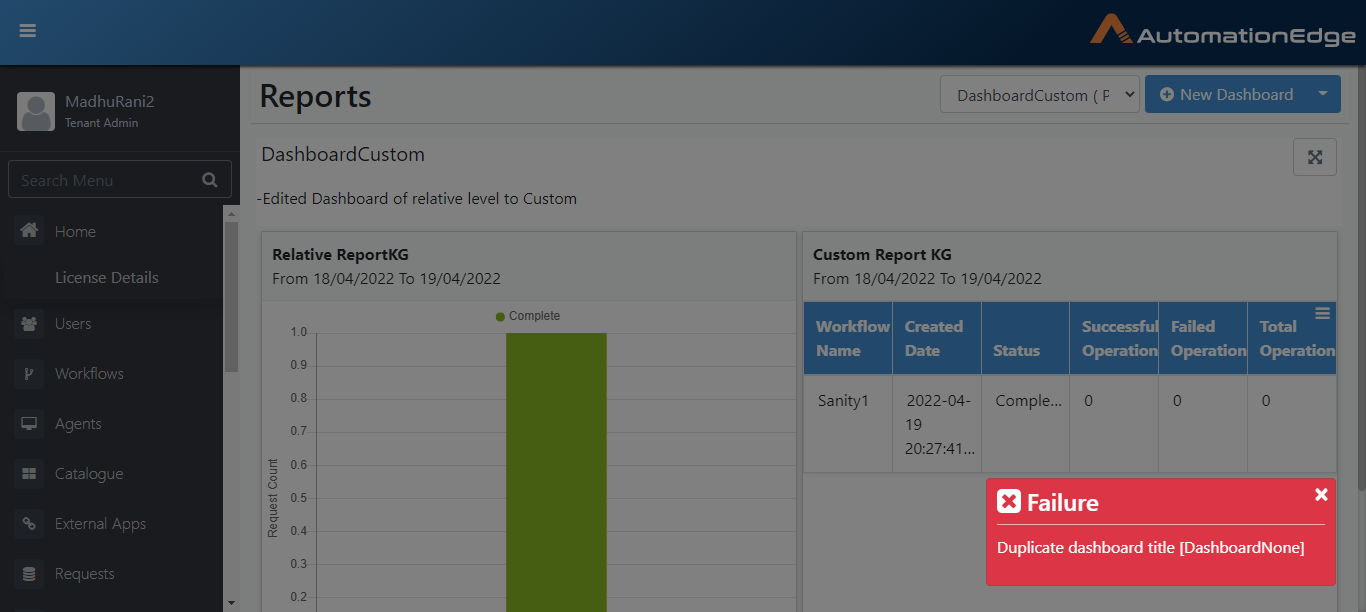 AutomationEdge
MadhuRani2
Tenant Admin
Search Menu
Home
License Details
Users
Workflows
Agents
Catalogue
External Apps
Requests
Reports
DashboardCustom ( P
New Dashboard
DashboardCustom
-Edited Dashboard of relative level to Custom
Relative ReportKG
From 18/04/2022 To 19/04/2022
Complete
1.0
0.9
0.8
0.7
0.6
0.5
0.4
0.3
0.2
Request Count
Custom Report KG
From 18/04/2022 To 19/04/2022
Workflow Name
Created Date
Status
Successful Operation
Failed Operation
Total Operation
Sanity1
2022-04-
19
20:27:41...
Comple...
0
0
0
Failure
Duplicate dashboard title [DashboardNone]